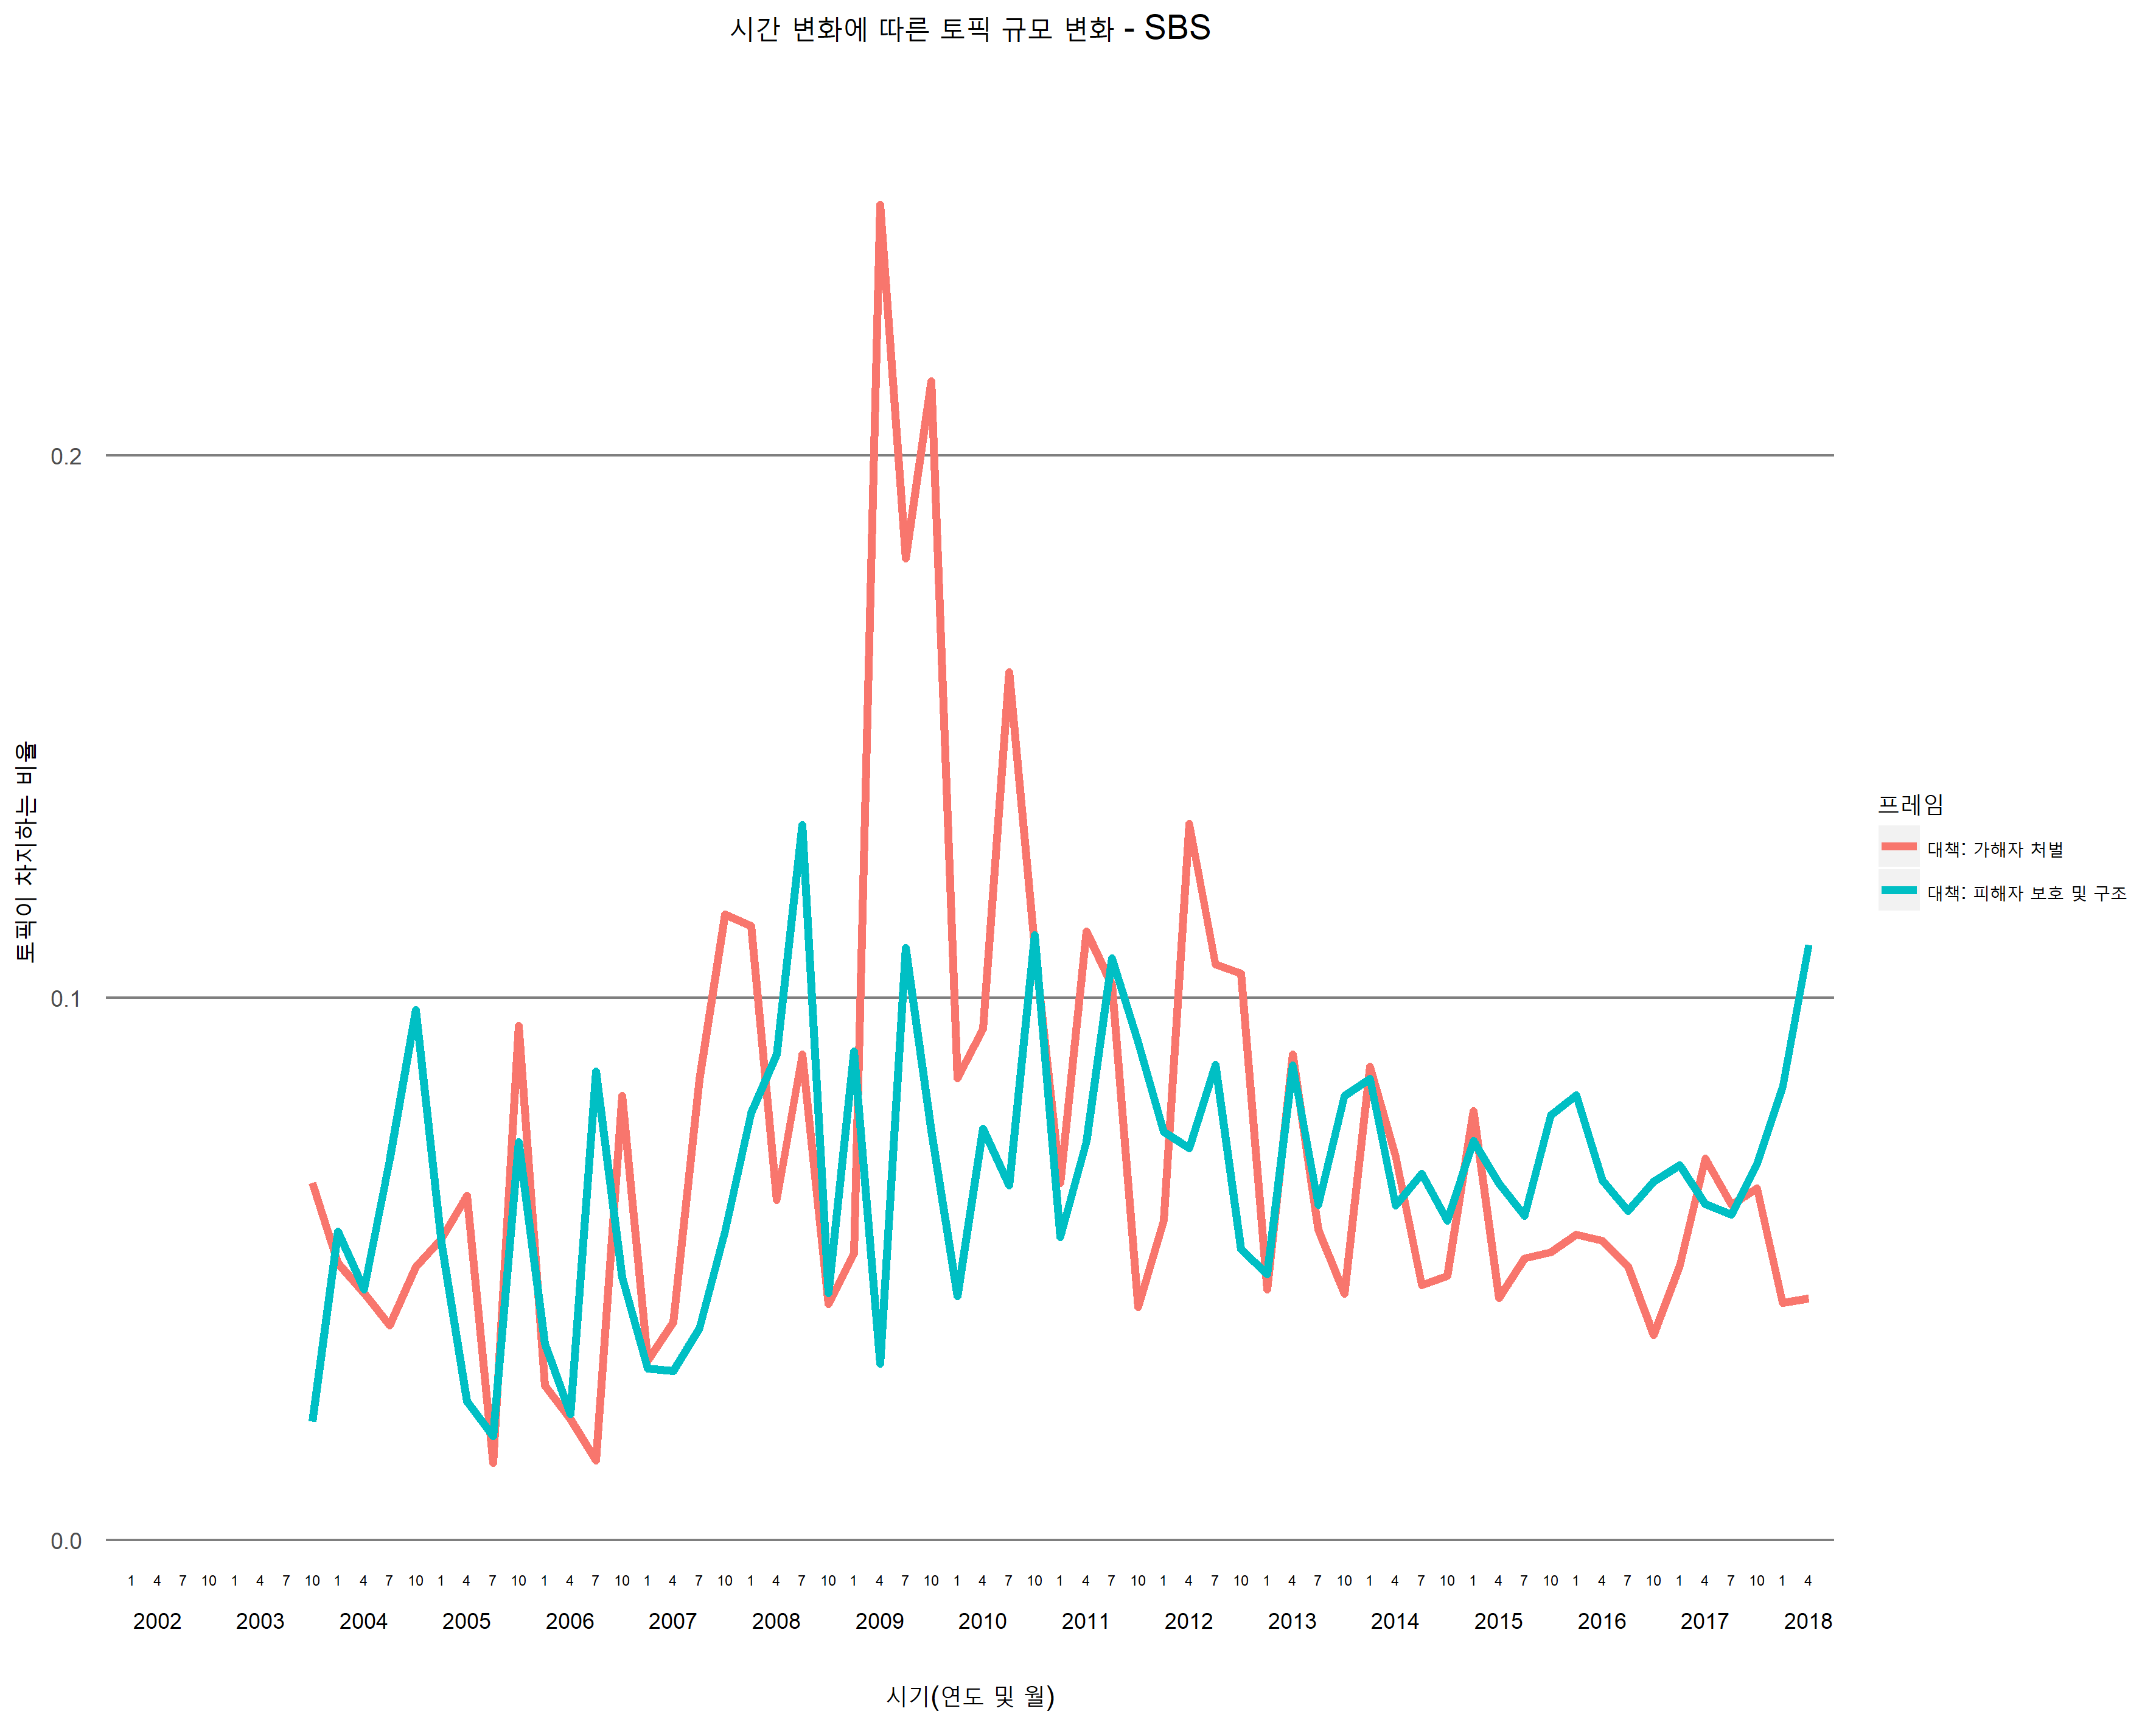 시간 변화에 따른 토픽 규모 변화 - SBS
토픽이 차지하는 비율
0.2
0.1
0.0
프레임
대책: 가해자 처벌
대책: 피해자 보호 및 구조
1 4 7 10 1 4 7 10 1 4 7 10 1 4 7 10 1 4 7 10 1 4 7 10 1 4 7 10 1 4 7 10 1 4 7 10 1 4 7 10 1 4 7 10 1 4 7 10 1 4 7 10 1 4 7 10 1 4 7 10 1 4 7 10 1 4
2002 2003 2004 2005 2006 2007 2008 2009 2010 2011 2012 2013 2014 2015 2016 2017 2018
시기(연도 및 월)